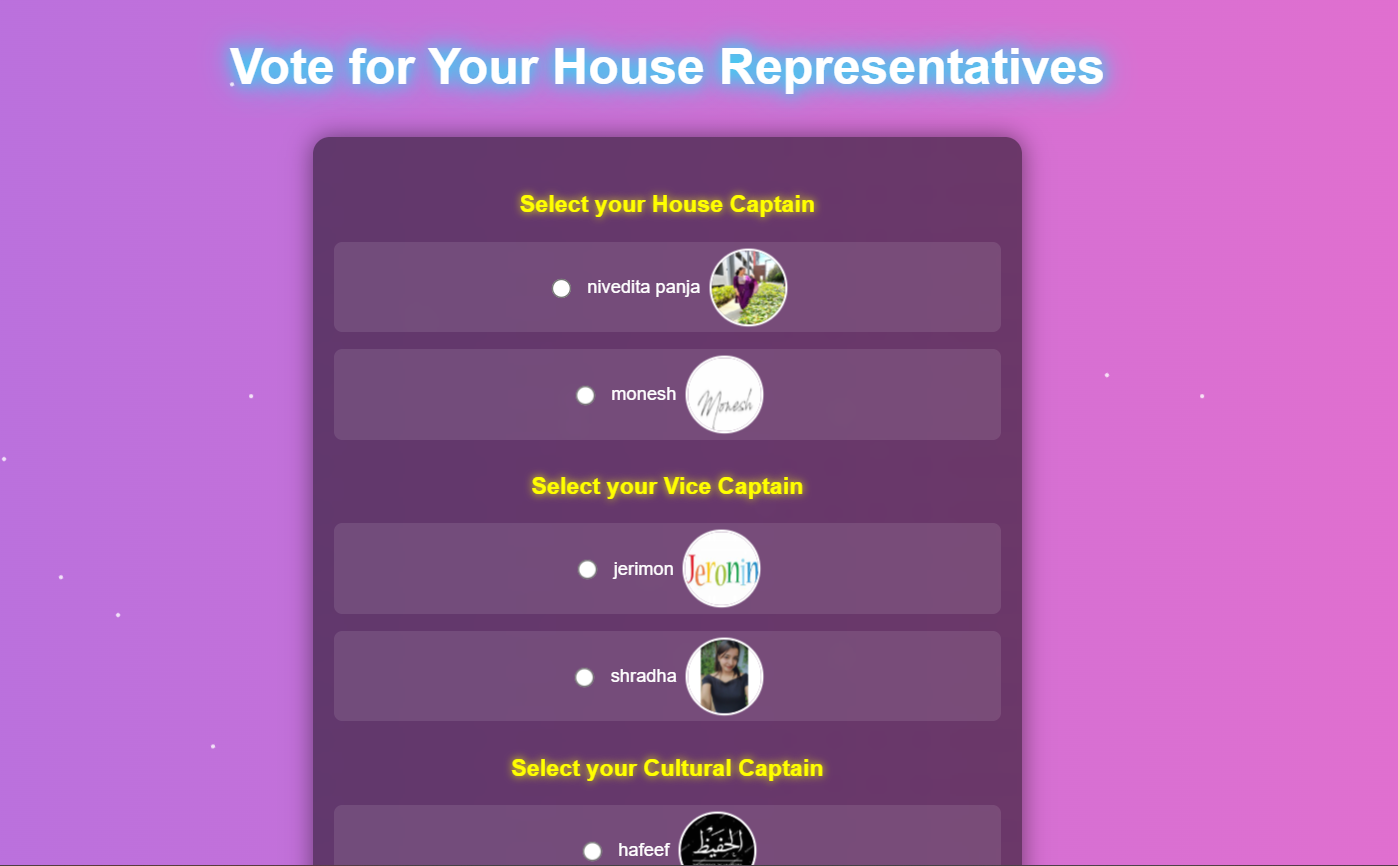 Vote for Your House Representatives
Select your House Captain
nivedita panja
monesh
Monesh
Select your Vice Captain
jerimon
Jeronin
shradha
Select your Cultural Captain
hafeef
الحفيظ